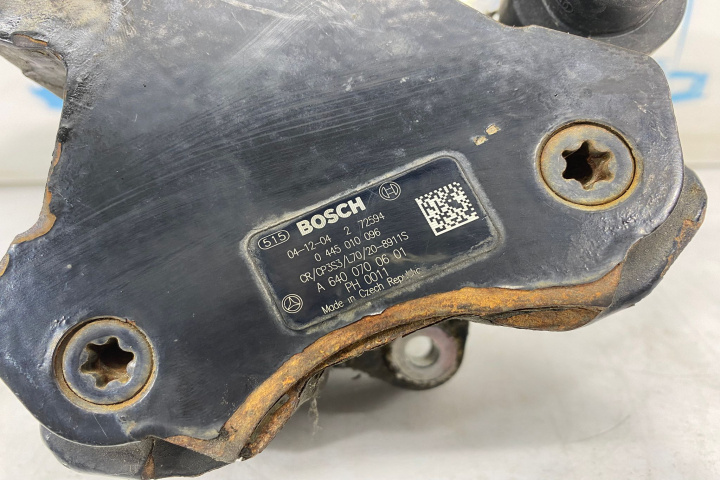 515 BOSCH
04-12-04 2 72594
0 445 010 096
CR/CP3S3/L70/20-8911S
A 640 070 06 01
PH 0011
Made in Czech Republic